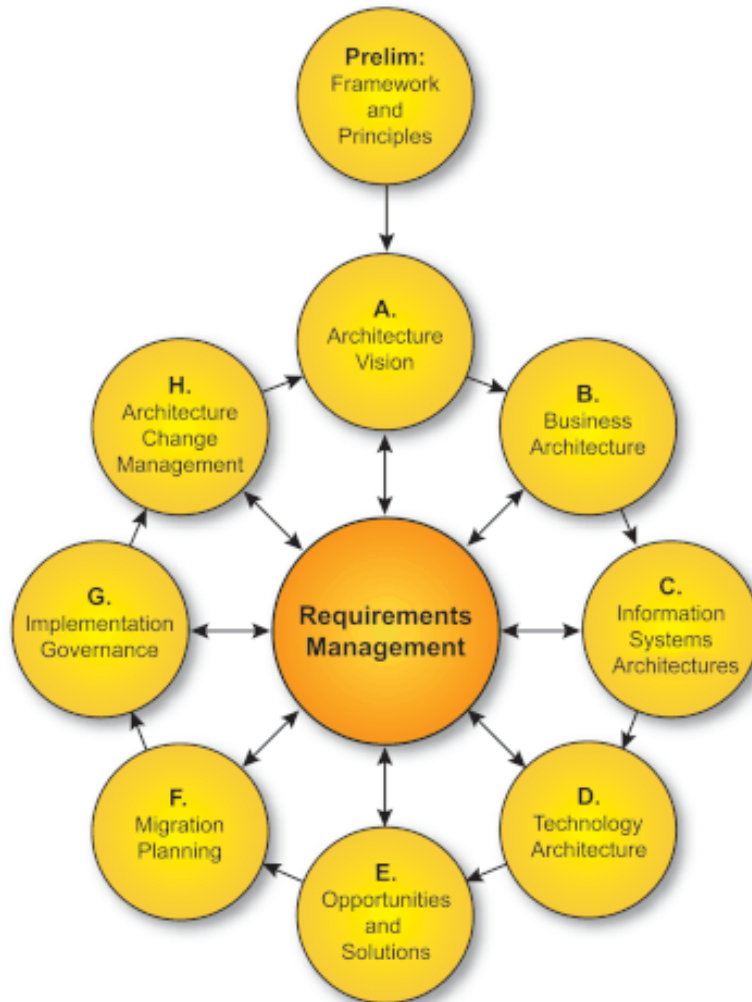 Prelim:
Framework
and
Principles
A.
Architecture
Vision
B.
Business
Architecture
C.
Information
Systems
Architectures
D.
Technology
Architecture
E.
Opportunities
and
Solutions
F.
Migration
Planning
G.
Implementation
Governance
H.
Architecture
Change
Management
Requirements
Management